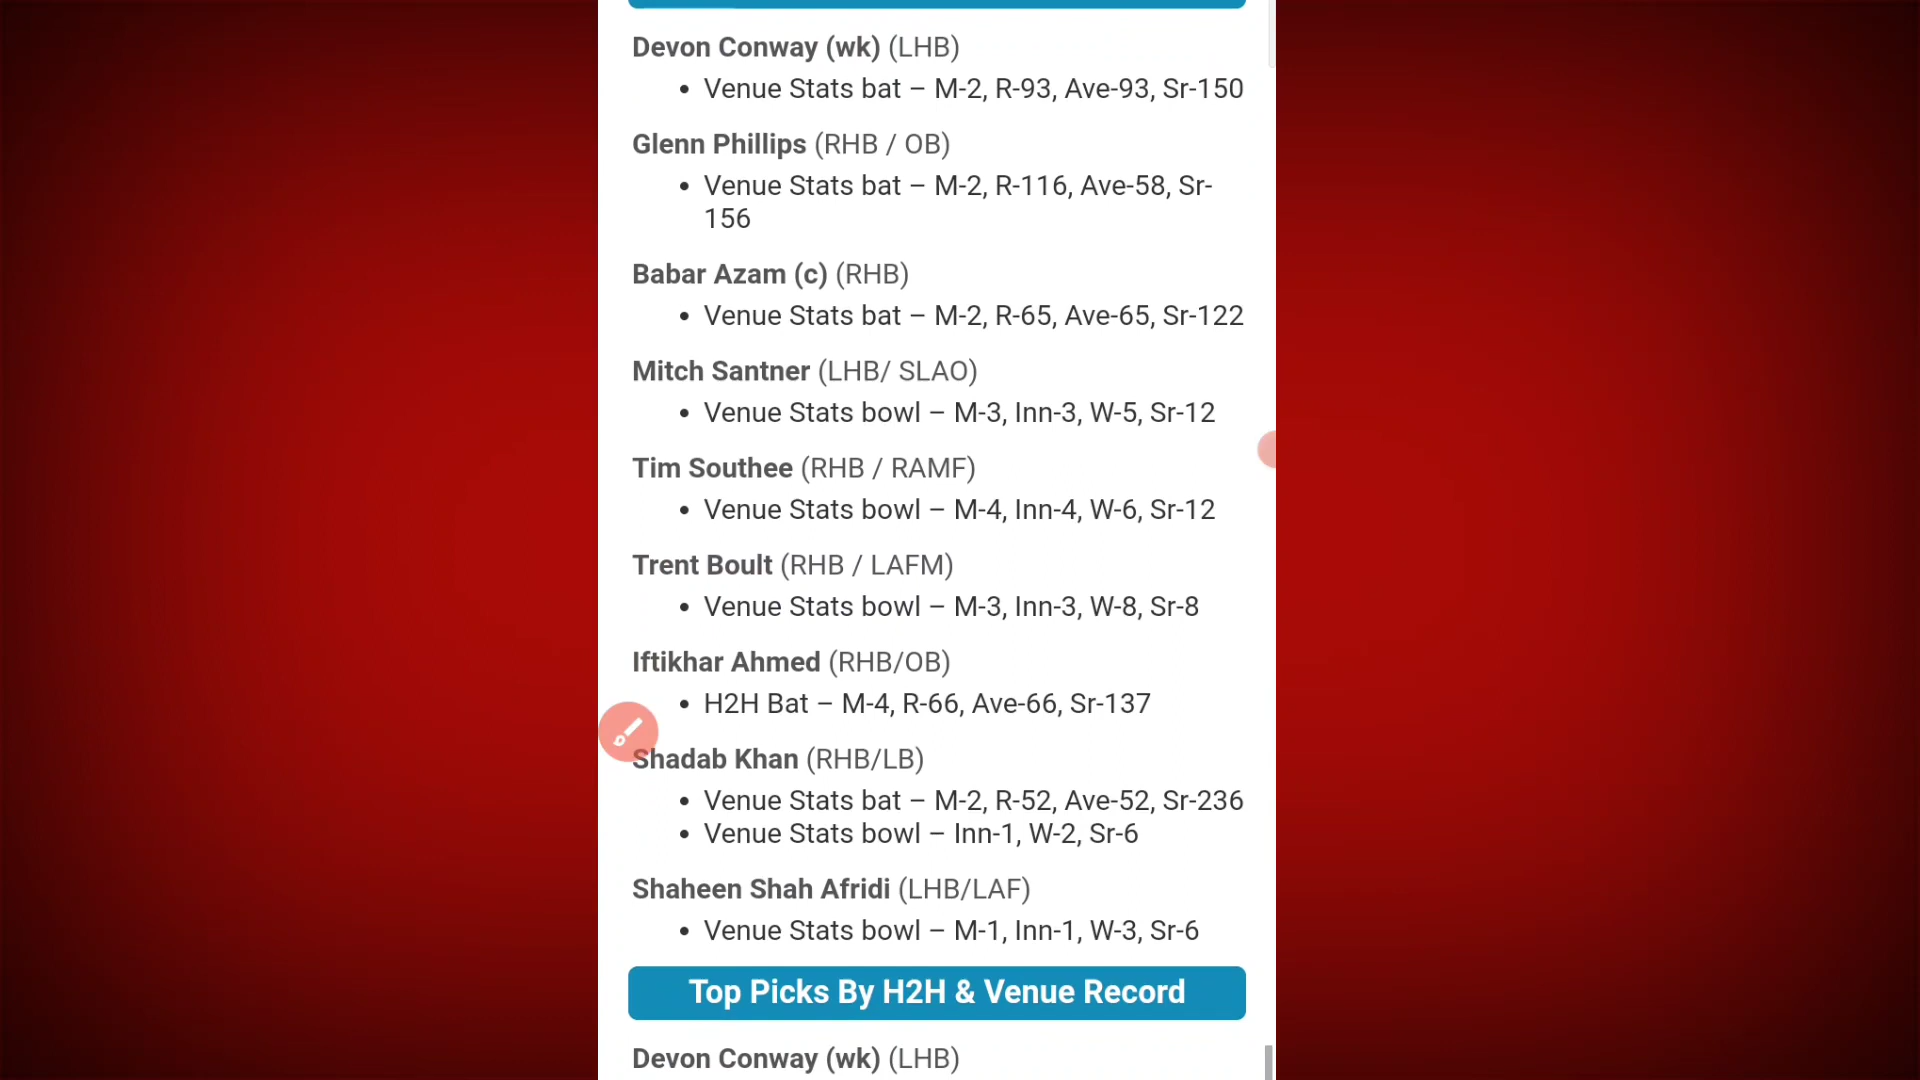 Devon Conway (wk) (LHB)
• Venue Stats bat – M-2, R-93, Ave-93, Sr-150
Glenn Phillips (RHB / OB)
• Venue Stats bat – M-2, R-116, Ave-58, Sr-
156
Babar Azam (c) (RHB)
• Venue Stats bat – M-2, R-65, Ave-65, Sr-122
Mitch Santner (LHB/ SLAO)
• Venue Stats bowl – M-3, Inn-3, W-5, Sr-12
Tim Southee (RHB / RAMF)
• Venue Stats bowl – M-4, Inn-4, W-6, Sr-12
Trent Boult (RHB / LAFM)
• Venue Stats bowl – M-3, Inn-3, W-8, Sr-8
Iftikhar Ahmed (RHB/OB)
• H2H Bat – M-4, R-66, Ave-66, Sr-137
Shadab Khan (RHB/LB)
• Venue Stats bat – M-2, R-52, Ave-52, Sr-236
• Venue Stats bowl – Inn-1, W-2, Sr-6
Shaheen Shah Afridi (LHB/LAF)
• Venue Stats bowl – M-1, Inn-1, W-3, Sr-6
Top Picks By H2H & Venue Record
Devon Conway (wk) (LHB)